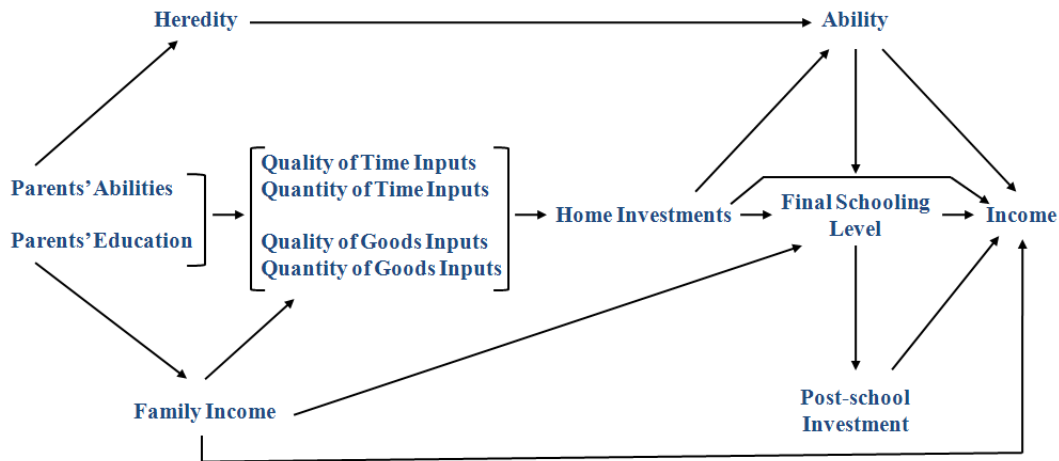 Heredity
Ability
Parents' Abilities
Parents' Education
Quality of Time Inputs
Quantity of Time Inputs
Quality of Goods Inputs
Quantity of Goods Inputs
Home Investments
Final Schooling
Level
Income
Family Income
Post-school
Investment